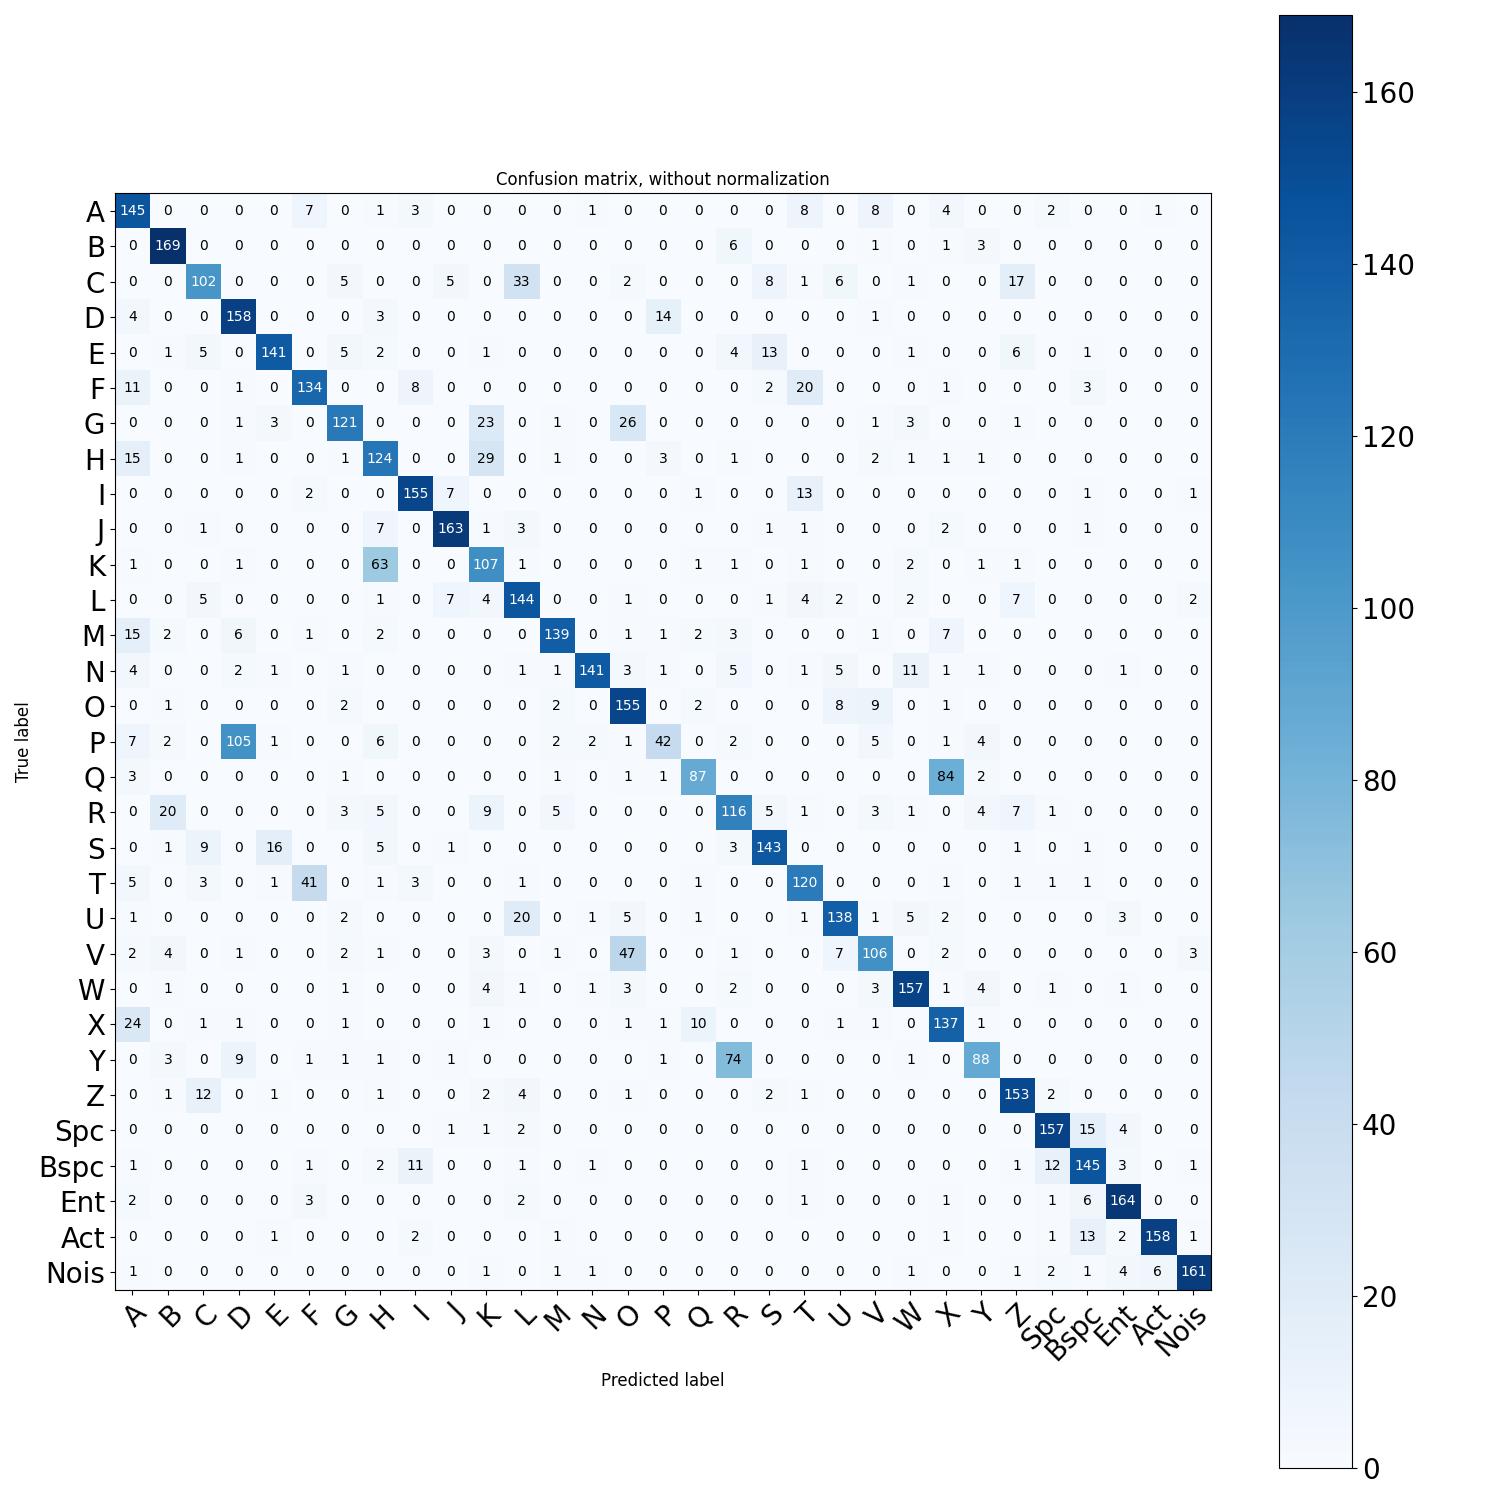 Confusion matrix, without normalization
A 145 0 0 0 0 7 0 1 3 0 0 0 0 1 0 0 0 0 0 8 0 8 0 4 0 0 2 0 0 1 0
B 0 169 0 0 0 0 0 0 0 0 0 0 0 0 0 0 0 6 0 0 0 1 0 1 3 0 0 0 0 0 0
C 0 0 102 0 0 0 5 0 0 5 0 33 0 0 2 0 0 0 8 1 6 0 1 0 0 17 0 0 0 0 0
D 4 0 0 158 0 0 0 3 0 0 0 0 0 0 0 14 0 0 0 0 0 1 0 0 0 0 0 0 0 0 0
E 0 1 5 0 141 0 5 2 0 0 1 0 0 0 0 0 0 4 13 0 0 0 1 0 0 6 0 1 0 0 0
F 11 0 0 1 0 134 0 0 8 0 0 0 0 0 0 0 0 0 2 20 0 0 0 1 0 0 0 3 0 0 0
G 0 0 0 1 3 0 121 0 0 0 23 0 1 0 26 0 0 0 0 0 0 1 3 0 0 1 0 0 0 0 0
H 15 0 0 1 0 0 1 124 0 0 29 0 1 0 0 3 0 1 0 0 0 2 1 1 1 0 0 0 0 0 0
I 0 0 0 0 0 2 0 0 155 7 0 0 0 0 0 0 1 0 0 13 0 0 0 0 0 0 0 1 0 0 1
J 0 0 1 0 0 0 0 7 0 163 1 3 0 0 0 0 0 0 1 1 0 0 0 2 0 0 0 1 0 0 0
K 1 0 0 1 0 0 0 63 0 0 107 1 0 0 0 0 1 1 0 1 0 0 2 0 1 1 0 0 0 0 0
L 0 0 5 0 0 0 0 1 0 7 4 144 0 0 1 0 0 0 1 4 2 0 2 0 0 7 0 0 0 0 2
M 15 2 0 6 0 1 0 2 0 0 0 0 139 0 1 1 2 3 0 0 0 1 0 7 0 0 0 0 0 0 0
N 4 0 0 2 1 0 1 0 0 0 0 1 1 141 3 1 0 5 0 1 5 0 11 1 1 0 0 0 1 0 0
O 0 1 0 0 0 0 2 0 0 0 0 0 2 0 155 0 2 0 0 0 8 9 0 1 0 0 0 0 0 0 0
P 7 2 0 105 1 0 0 6 0 0 0 0 2 2 1 42 0 2 0 0 0 5 0 1 4 0 0 0 0 0 0
Q 3 0 0 0 0 0 1 0 0 0 0 0 1 0 1 1 87 0 0 0 0 0 0 84 2 0 0 0 0 0 0
R 0 20 0 0 0 0 3 5 0 0 9 0 5 0 0 0 0 116 5 1 0 3 1 0 4 7 1 0 0 0 0
S 0 1 9 0 16 0 0 5 0 1 0 0 0 0 0 0 0 3 143 0 0 0 0 0 0 1 0 1 0 0 0
T 5 0 3 0 1 41 0 1 3 0 0 1 0 0 0 0 1 0 0 120 0 0 0 1 0 1 1 1 0 0 0
U 1 0 0 0 0 0 2 0 0 0 0 20 0 1 5 0 1 0 0 1 138 1 5 2 0 0 0 0 3 0 0
V 2 4 0 1 0 0 2 1 0 0 3 0 1 0 47 0 0 1 0 0 7 106 0 2 0 0 0 0 0 0 3
W 0 1 0 0 0 0 1 0 0 0 4 1 0 1 3 0 0 2 0 0 0 3 157 1 4 0 1 0 1 0 0
X 24 0 1 1 0 0 1 0 0 0 1 0 0 0 1 1 10 0 0 0 1 1 0 137 1 0 0 0 0 0 0
Y 0 3 0 9 0 1 1 1 0 1 0 0 0 0 0 1 0 74 0 0 0 0 1 0 88 0 0 0 0 0 0
Z 0 1 12 0 1 0 0 1 0 0 2 4 0 0 1 0 0 0 2 1 0 0 0 0 0 153 2 0 0 0 0
Spc 0 0 0 0 0 0 0 0 0 1 1 2 0 0 0 0 0 0 0 0 0 0 0 0 0 0 157 15 4 0 0
Bspc 1 0 0 0 0 1 0 2 11 0 0 1 0 1 0 0 0 0 0 1 0 0 0 0 0 1 12 145 3 0 1
Ent 2 0 0 0 0 3 0 0 0 0 0 2 0 0 0 0 0 0 0 1 0 0 0 1 0 0 1 6 164 0 0
Act 0 0 0 0 1 0 0 0 2 0 0 0 1 0 0 0 0 0 0 0 0 0 0 1 0 0 1 13 2 158 1
Nois 1 0 0 0 0 0 0 0 0 0 1 0 1 1 0 0 0 0 0 0 0 0 1 0 0 1 2 1 4 6 161
A B C D E F G H I J K L M N O P Q R S T U V W X Y Z Spc Bspc Ent Act Nois
Predicted label
True label
160
140
120
100
80
60
40
20
0